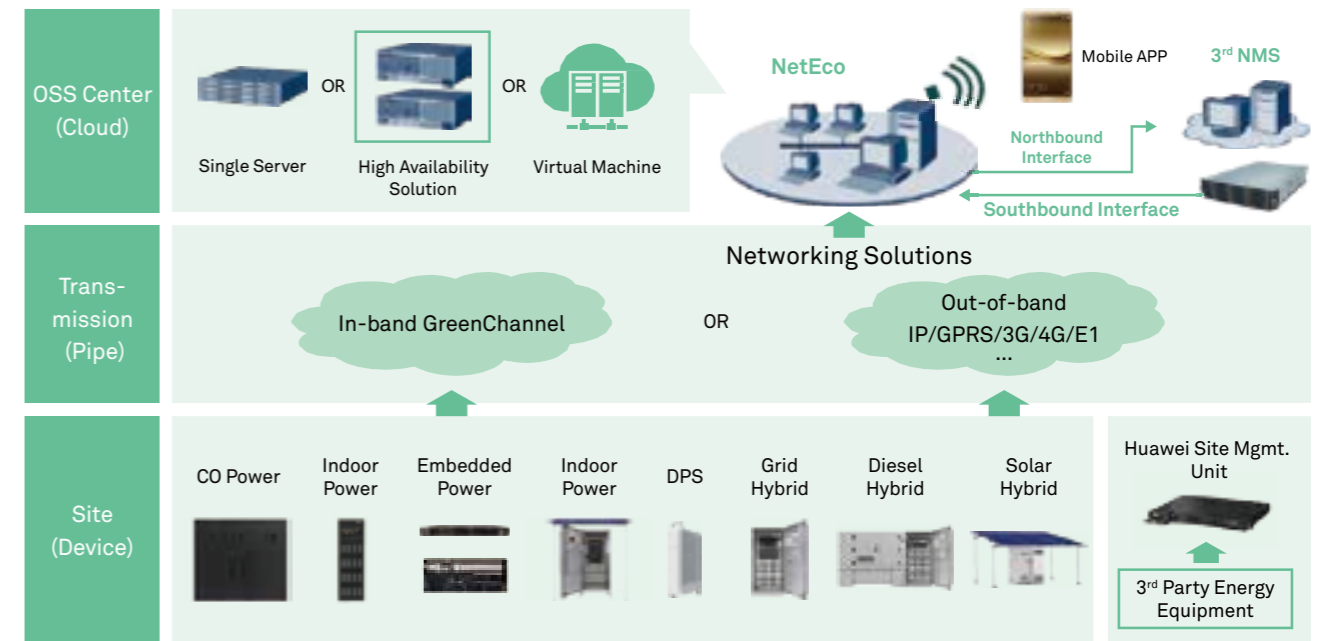 OSS Center
(Cloud)
OR
OR
Single Server
High Availability
Solution
Virtual Machine
NetEco
Mobile APP
3rd NMS
Northbound
Interface
Southbound Interface
Trans-
mission
(Pipe)
Networking Solutions
In-band GreenChannel
OR
Out-of-band
IP/GPRS/3G/4G/E1
...
Site
(Device)
CO Power
Indoor
Power
Embedded
Power
Indoor
Power
DPS
Grid
Hybrid
Diesel
Hybrid
Solar
Hybrid
Huawei Site Mgmt.
Unit
3rd Party Energy
Equipment